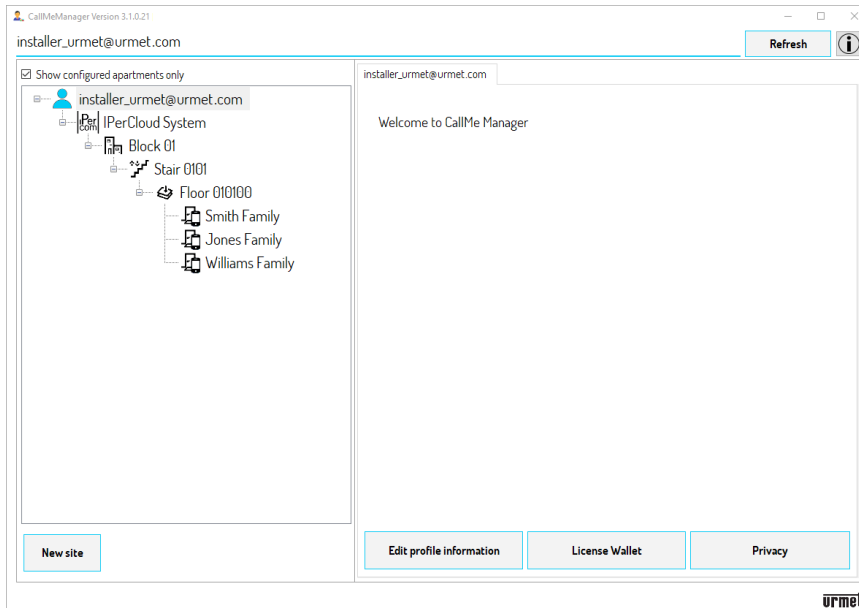 CallMeManager Version 3.1.0.21
installer_urmet@urmet.com
Refresh
Show configured apartments only
installer_urmet@urmet.com
iPer com IPerCloud System
Block 01
Stair 0101
Floor 010100
Smith Family
Jones Family
Williams Family
New site
installer_urmet@urmet.com
Welcome to CallMe Manager
Edit profile information
License Wallet
Privacy